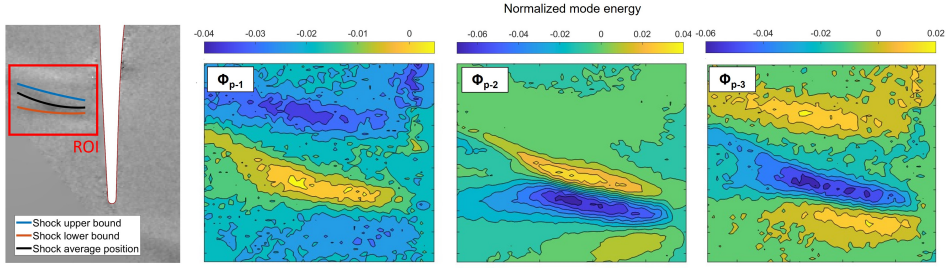 Normalized mode energy
-0.04 -0.03 -0.02 -0.01 0
-0.06 -0.04 -0.02 0 0.02 0.04
-0.06 -0.04 -0.02 0 0.02
Φp-1
Φp-2
Φp-3
ROI
Shock upper bound
Shock lower bound
Shock average position